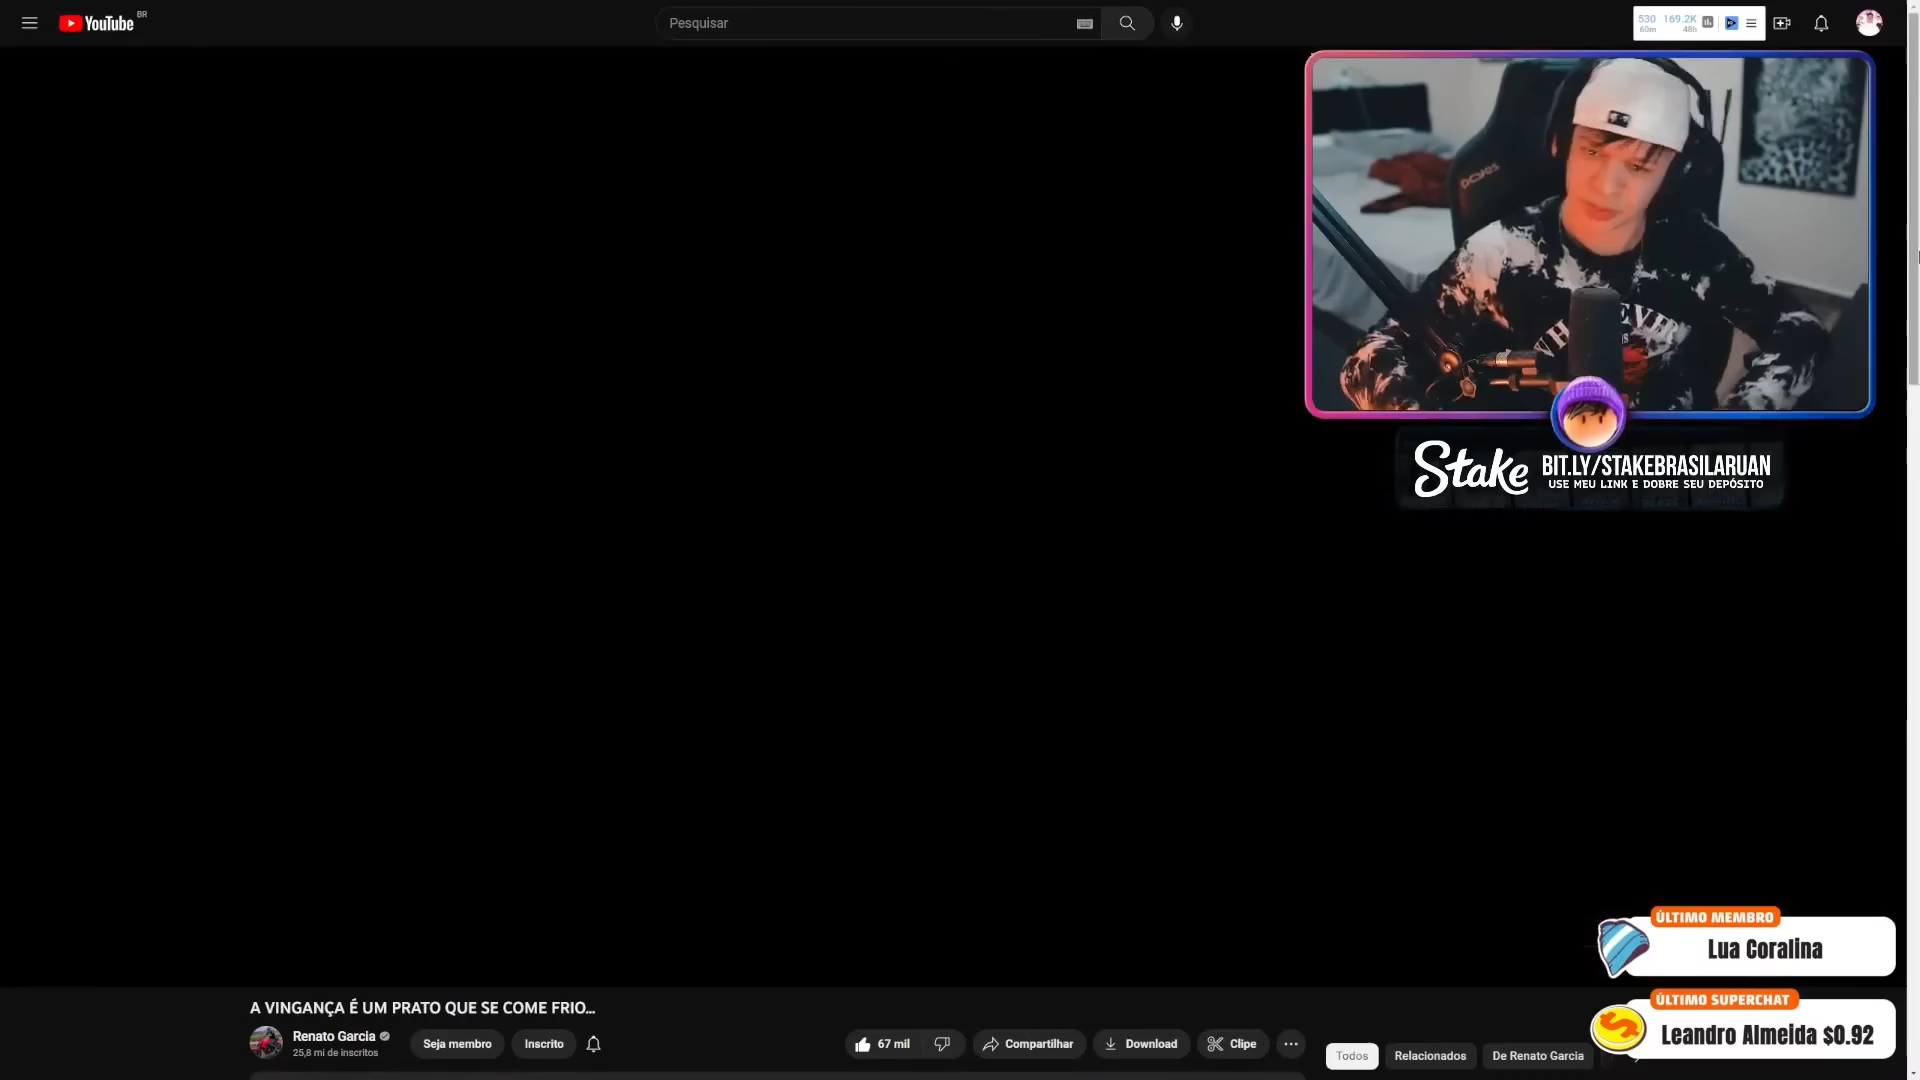 YouTube BR
Pesquisar
530 169.2K
60m 48h
Stake BIT.LY/STAKEBRASILARUAN
USE MEU LINK E DOBRE SEU DEPÓSITO
ÚLTIMO MEMBRO
Lua Coralina
ÚLTIMO SUPERCHAT
Leandro Almeida $0.92
A VINGANÇA É UM PRATO QUE SE COME FRIO...
Renato Garcia
25,8 mi de inscritos
Seja membro
Inscrito
67 mil
Compartilhar
Download
Clipe
Todos
Relacionados
De Renato Garcia